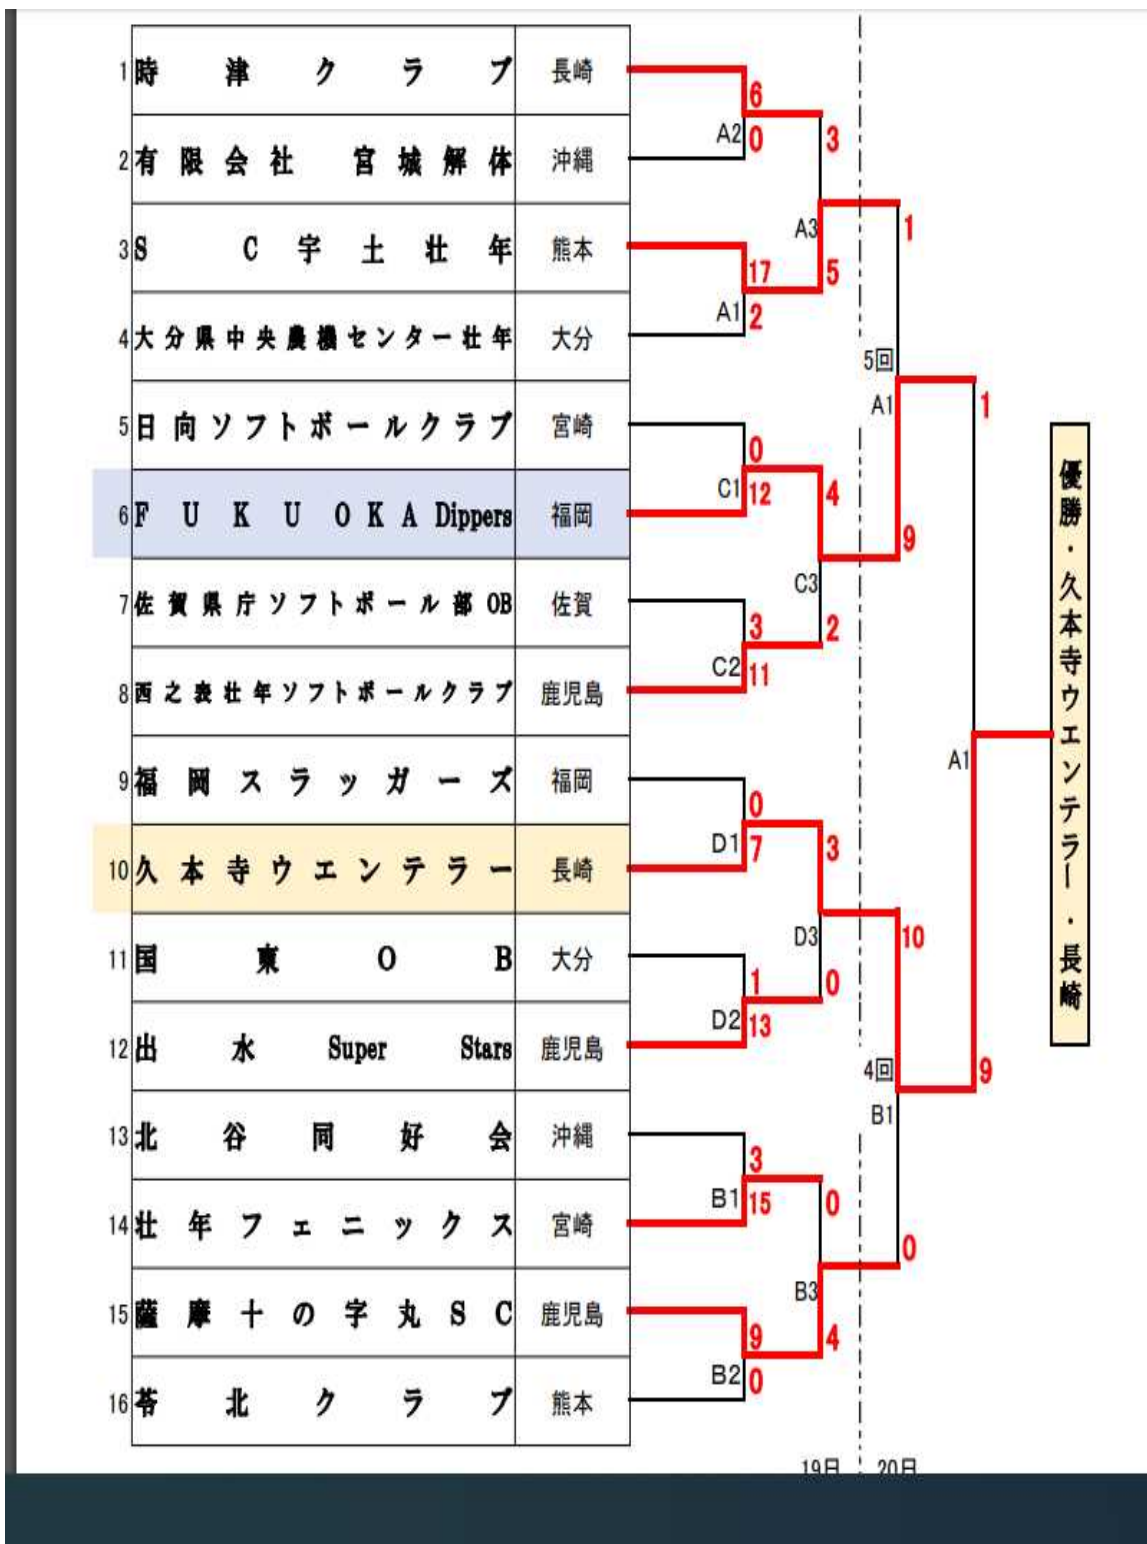 1 時津クラブ 長崎
2 有限会社 宮城解体 沖縄
3 S C宇土壮年 熊本
4 大分県中央農機センター壮年 大分
5 日向ソフトボールクラブ 宮崎
6 FUKUOKA Dippers 福岡
7 佐賀県庁ソフトボール部OB 佐賀
8 西之表壮年ソフトボールクラブ 鹿児島
9 福岡スラッガーズ 福岡
10 久本寺ウエンテラー 長崎
11 国東OB 大分
12 出水 Super Stars 鹿児島
13 北谷同好会 沖縄
14 壮年フェニックス 宮崎
15 薩摩十の字丸SC 鹿児島
16 苓北クラブ 熊本
6
A2 0
17
A1 2
0
C1 12
3
C2 11
0
D1 7
1
D2 13
3
B1 15
9
B2 0
3
A3 5
4
C3 2
3
D3 0
0
B3 4
1
5回
A1
9
10
4回
B1
0
1
A1
9
優勝・久本寺ウエンテラー・長崎
19日 20日